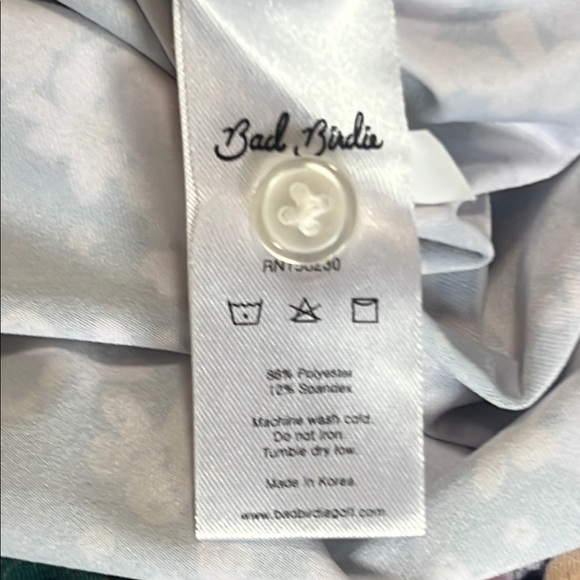 Bad Birdie
88% Polyester
12% Spandex
Machine wash cold.
Do not iron.
Tumble dry low.
Made in Korea.
www.badbirdiegolf.com